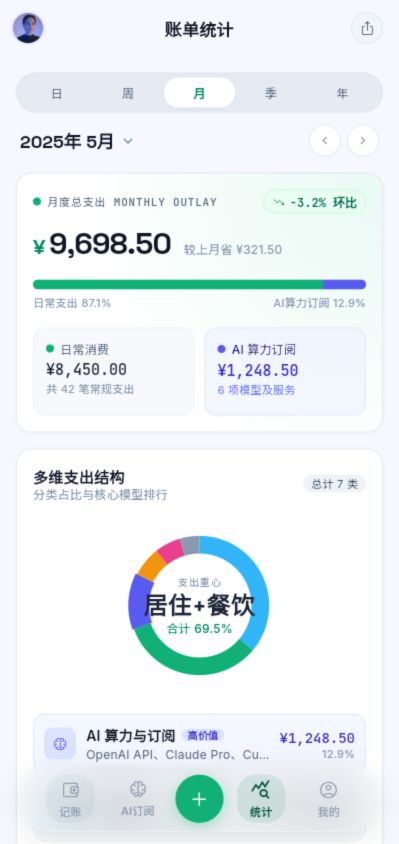 账单统计
日 周 月 季 年
2025年 5月
月度总支出 MONTHLY OUTLAY -3.2% 环比
¥9,698.50 较上月省 ¥321.50
日常支出 87.1% AI算力订阅 12.9%
日常消费
¥8,450.00
共 42 笔常规支出
AI 算力订阅
¥1,248.50
6 项模型及服务
多维支出结构
分类占比与核心模型排行
总计 7 类
支出重心
居住+餐饮
合计 69.5%
AI 算力与订阅 高价值 ¥1,248.50
OpenAI API、Claude Pro、Cu... 12.9%
记账 AI订阅 统计 我的